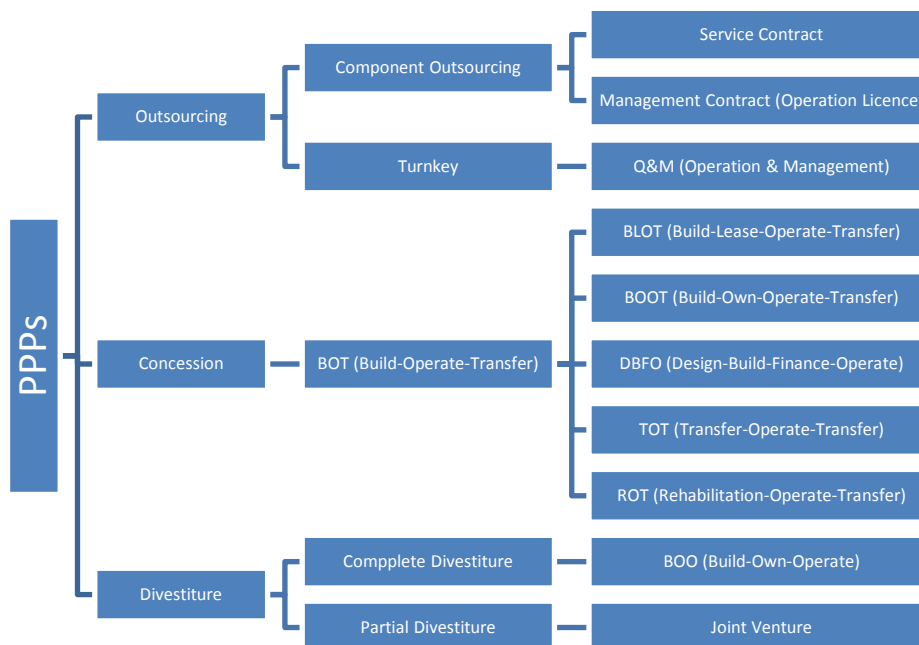 PPPs
Outsourcing
Component Outsourcing
Service Contract
Management Contract (Operation Licence
Turnkey
Q&M (Operation & Management)
Concession
BOT (Build-Operate-Transfer)
BLOT (Build-Lease-Operate-Transfer)
BOOT (Build-Own-Operate-Transfer)
DBFO (Design-Build-Finance-Operate)
TOT (Transfer-Operate-Transfer)
ROT (Rehabilitation-Operate-Transfer)
Divestiture
Compplete Divestiture
BOO (Build-Own-Operate)
Partial Divestiture
Joint Venture